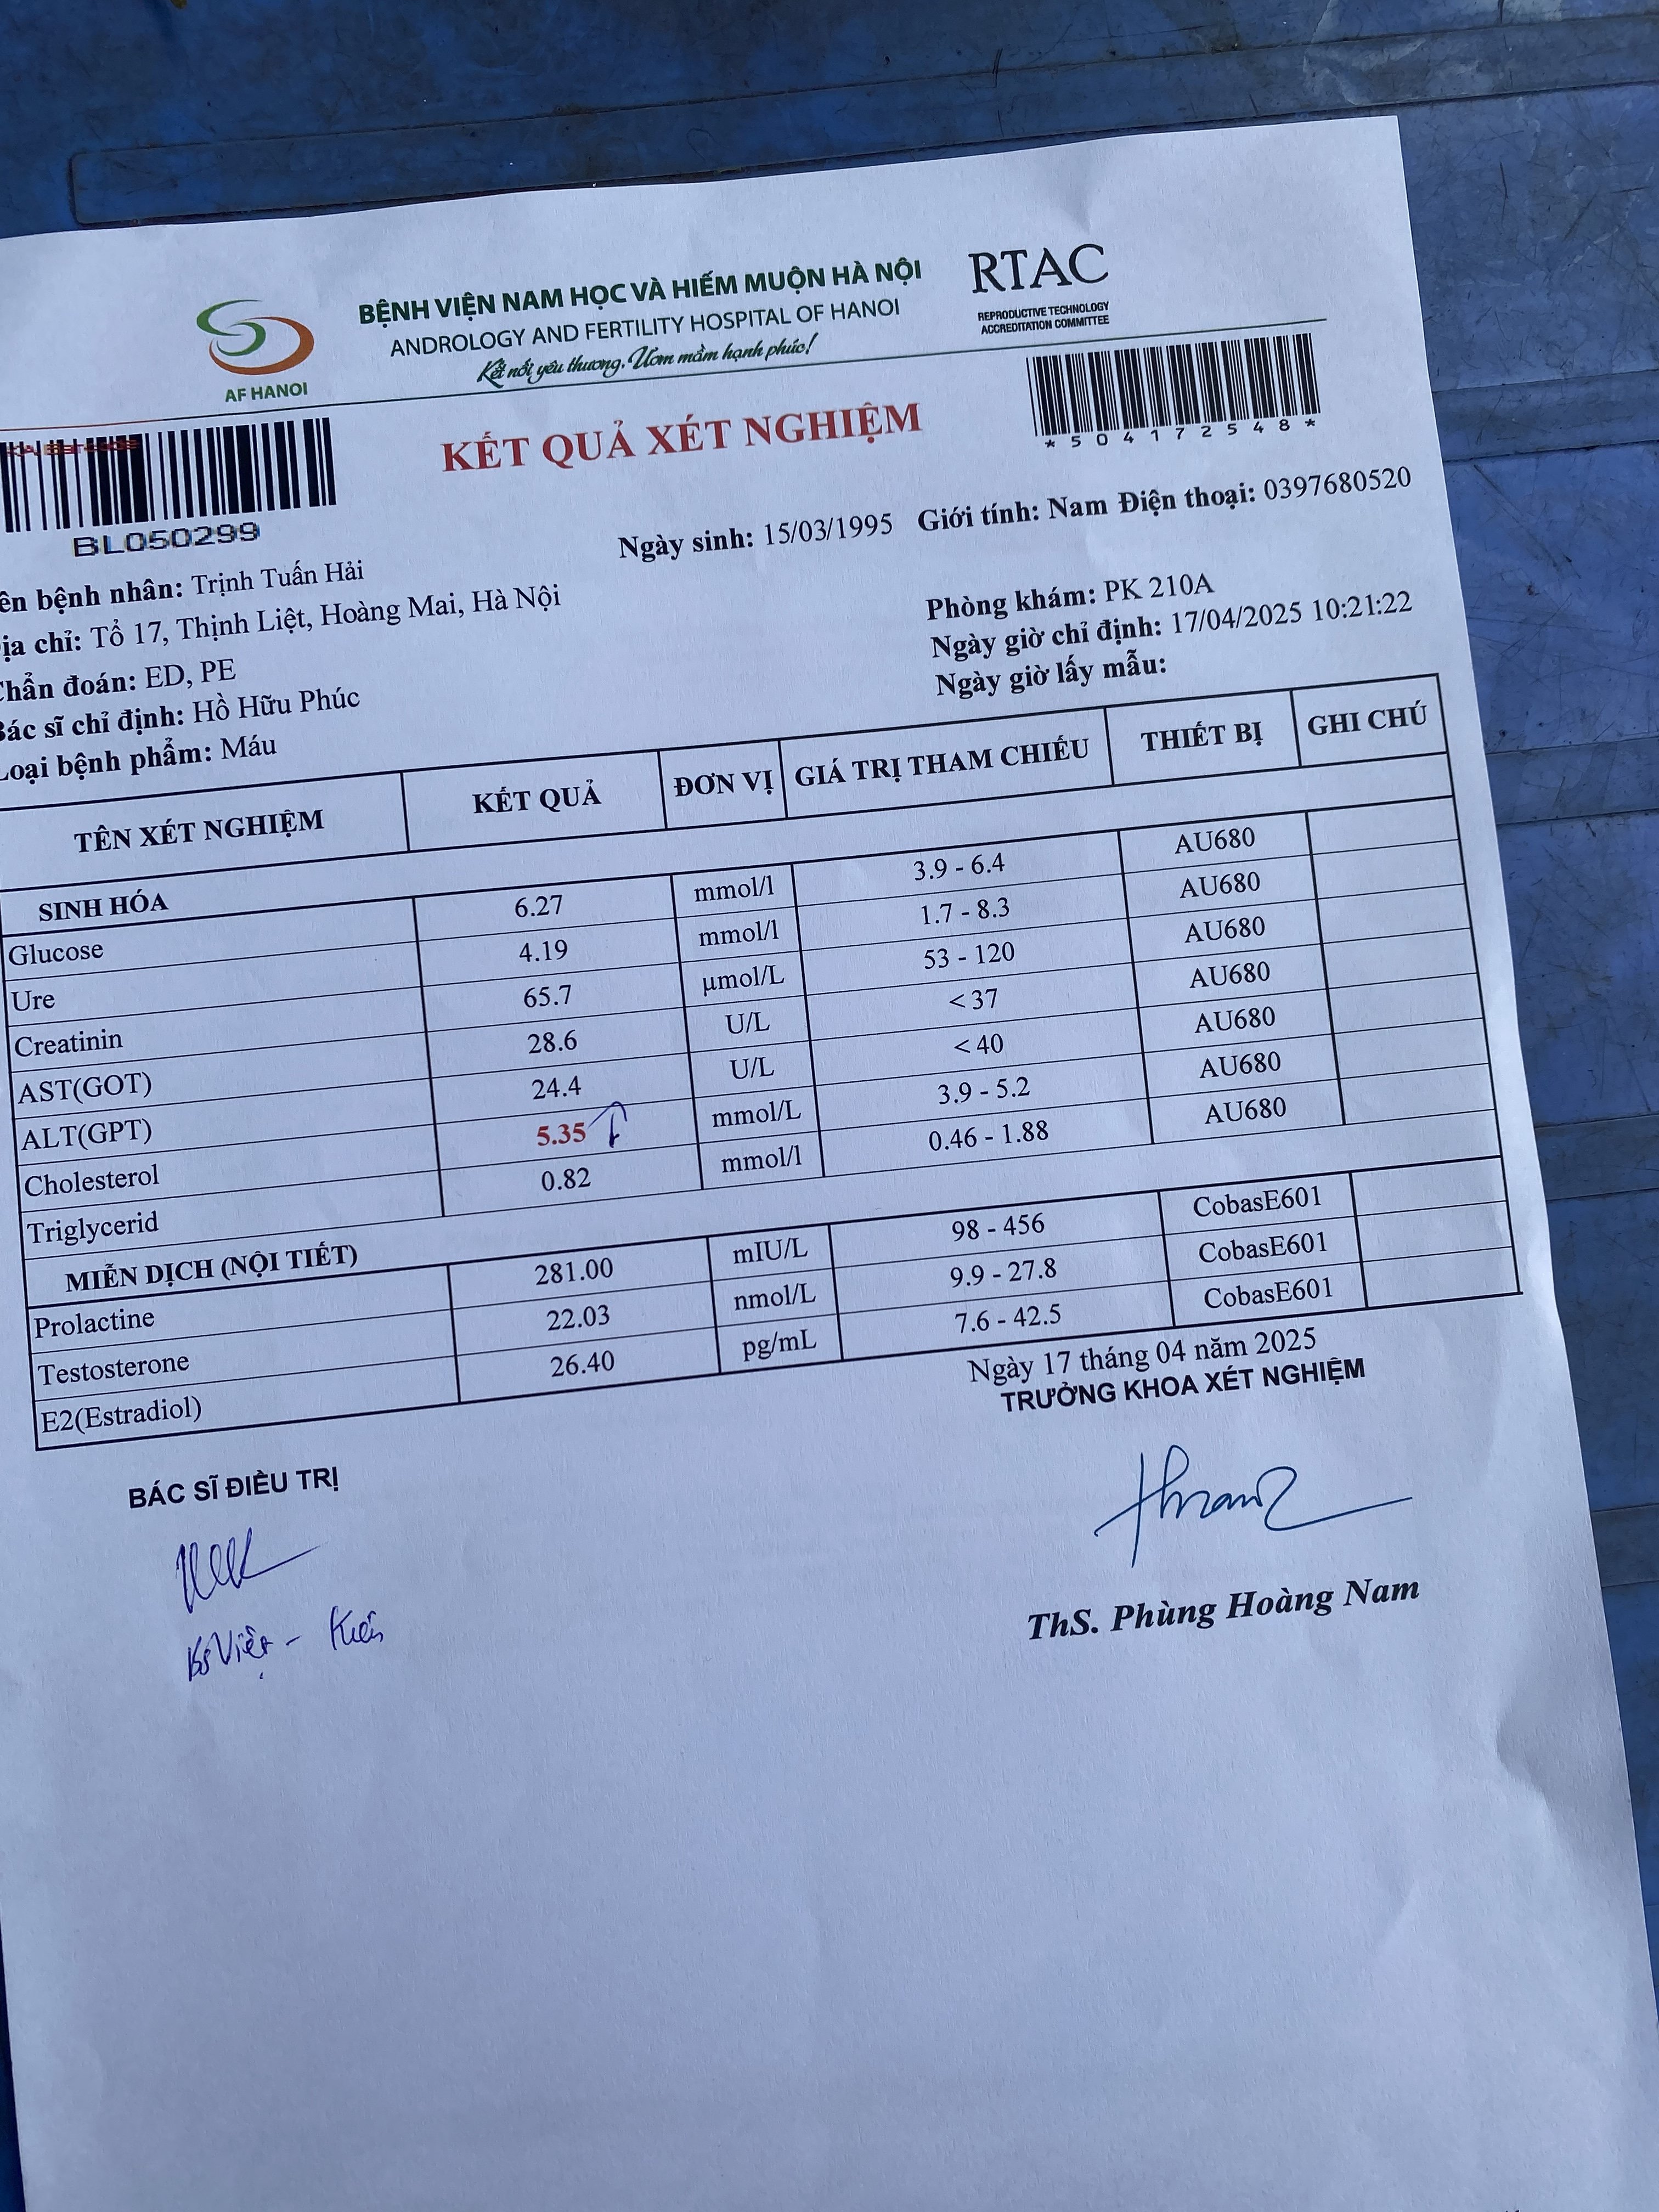 BỆNH VIỆN NAM HỌC VÀ HIẾM MUỘN HÀ NỘI
ANDROLOGY AND FERTILITY HOSPITAL OF HANOI
Kết nối yêu thương, Ươm mầm hạnh phúc!
RTAC
REPRODUCTIVE TECHNOLOGY
ACCREDITATION COMMITTEE
AF HANOI
BL050299
KẾT QUẢ XÉT NGHIỆM
*504172548*
ên bệnh nhân: Trịnh Tuấn Hải Ngày sinh: 15/03/1995 Giới tính: Nam Điện thoại: 0397680520
ịa chỉ: Tổ 17, Thịnh Liệt, Hoàng Mai, Hà Nội
Chẩn đoán: ED, PE Phòng khám: PK 210A
Bác sĩ chỉ định: Hồ Hữu Phúc Ngày giờ chỉ định: 17/04/2025 10:21:22
Loại bệnh phẩm: Máu Ngày giờ lấy mẫu:
TÊN XÉT NGHIỆM KẾT QUẢ ĐƠN VỊ GIÁ TRỊ THAM CHIẾU THIẾT BỊ GHI CHÚ
SINH HÓA
Glucose 6.27 mmol/l 3.9 - 6.4 AU680
Ure 4.19 mmol/l 1.7 - 8.3 AU680
Creatinin 65.7 µmol/L 53 - 120 AU680
AST(GOT) 28.6 U/L < 37 AU680
ALT(GPT) 24.4 U/L < 40 AU680
Cholesterol 5.35 ↑ mmol/L 3.9 - 5.2 AU680
Triglycerid 0.82 mmol/l 0.46 - 1.88 AU680
MIỄN DỊCH (NỘI TIẾT)
Prolactine 281.00 mIU/L 98 - 456 CobasE601
Testosterone 22.03 nmol/L 9.9 - 27.8 CobasE601
E2(Estradiol) 26.40 pg/mL 7.6 - 42.5 CobasE601
Ngày 17 tháng 04 năm 2025
TRƯỞNG KHOA XÉT NGHIỆM
BÁC SĨ ĐIỀU TRỊ
ThS. Phùng Hoàng Nam